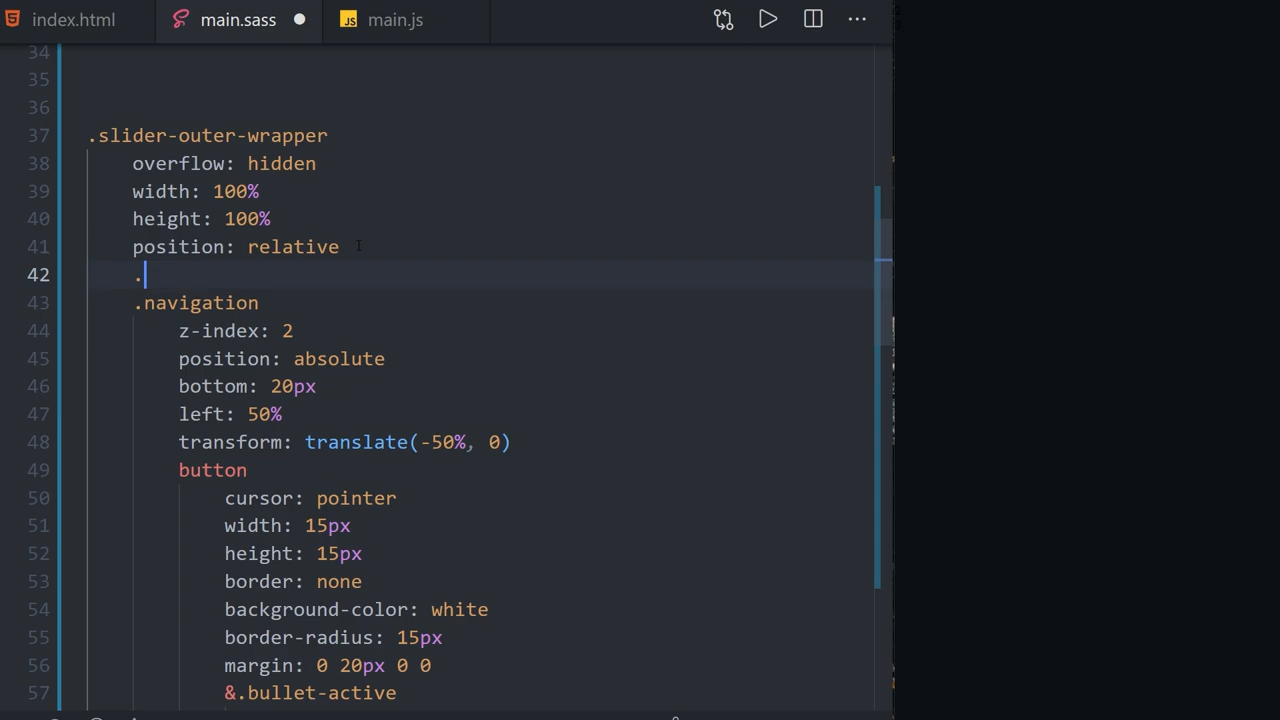 index.html main.sass JS main.js
34
35
36
37 .slider-outer-wrapper
38 overflow: hidden
39 width: 100%
40 height: 100%
41 position: relative
42 .
43 .navigation
44 z-index: 2
45 position: absolute
46 bottom: 20px
47 left: 50%
48 transform: translate(-50%, 0)
49 button
50 cursor: pointer
51 width: 15px
52 height: 15px
53 border: none
54 background-color: white
55 border-radius: 15px
56 margin: 0 20px 0 0
57 &.bullet-active